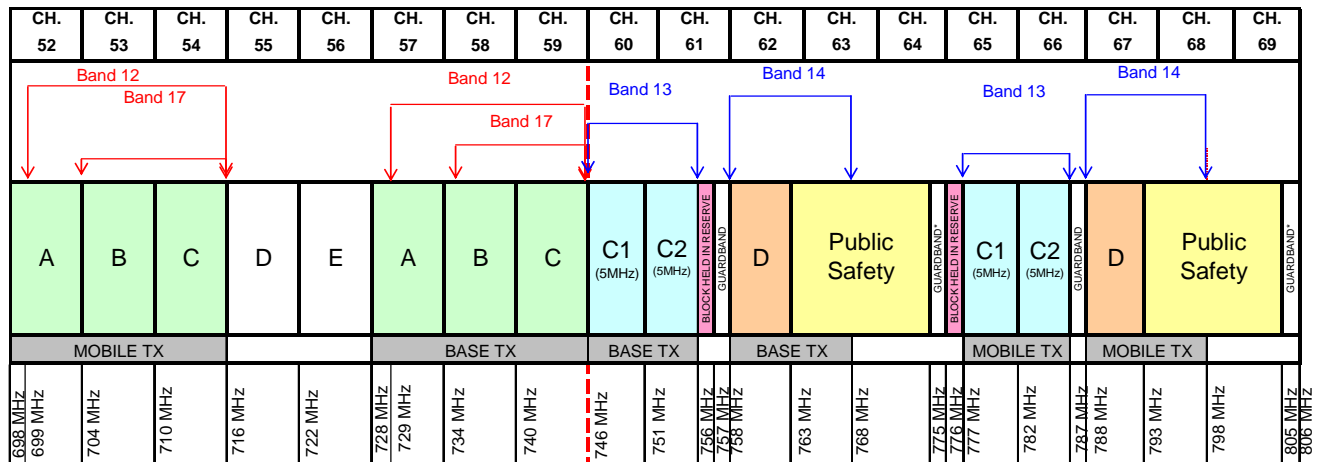 CH. CH. CH. CH. CH. CH. CH. CH. CH. CH. CH. CH. CH. CH. CH. CH. CH. CH.
52 53 54 55 56 57 58 59 60 61 62 63 64 65 66 67 68 69
Band 12 Band 12 Band 13 Band 14 Band 13 Band 14
Band 17 Band 17
A B C D E A B C C1 (5MHz) C2 (5MHz) BLOCK HELD IN RESERVE GUARDBAND D Public Safety GUARDBAND* BLOCK HELD IN RESERVE C1 (5MHz) C2 (5MHz) GUARDBAND D Public Safety GUARDBAND*
MOBILE TX BASE TX BASE TX BASE TX MOBILE TX MOBILE TX
698 MHz 699 MHz 704 MHz 710 MHz 716 MHz 722 MHz 728 MHz 729 MHz 734 MHz 740 MHz 746 MHz 751 MHz 756 MHz 757 MHz 758 MHz 763 MHz 768 MHz 775 MHz 776 MHz 777 MHz 782 MHz 787 MHz 788 MHz 793 MHz 798 MHz 805 MHz 806 MHz